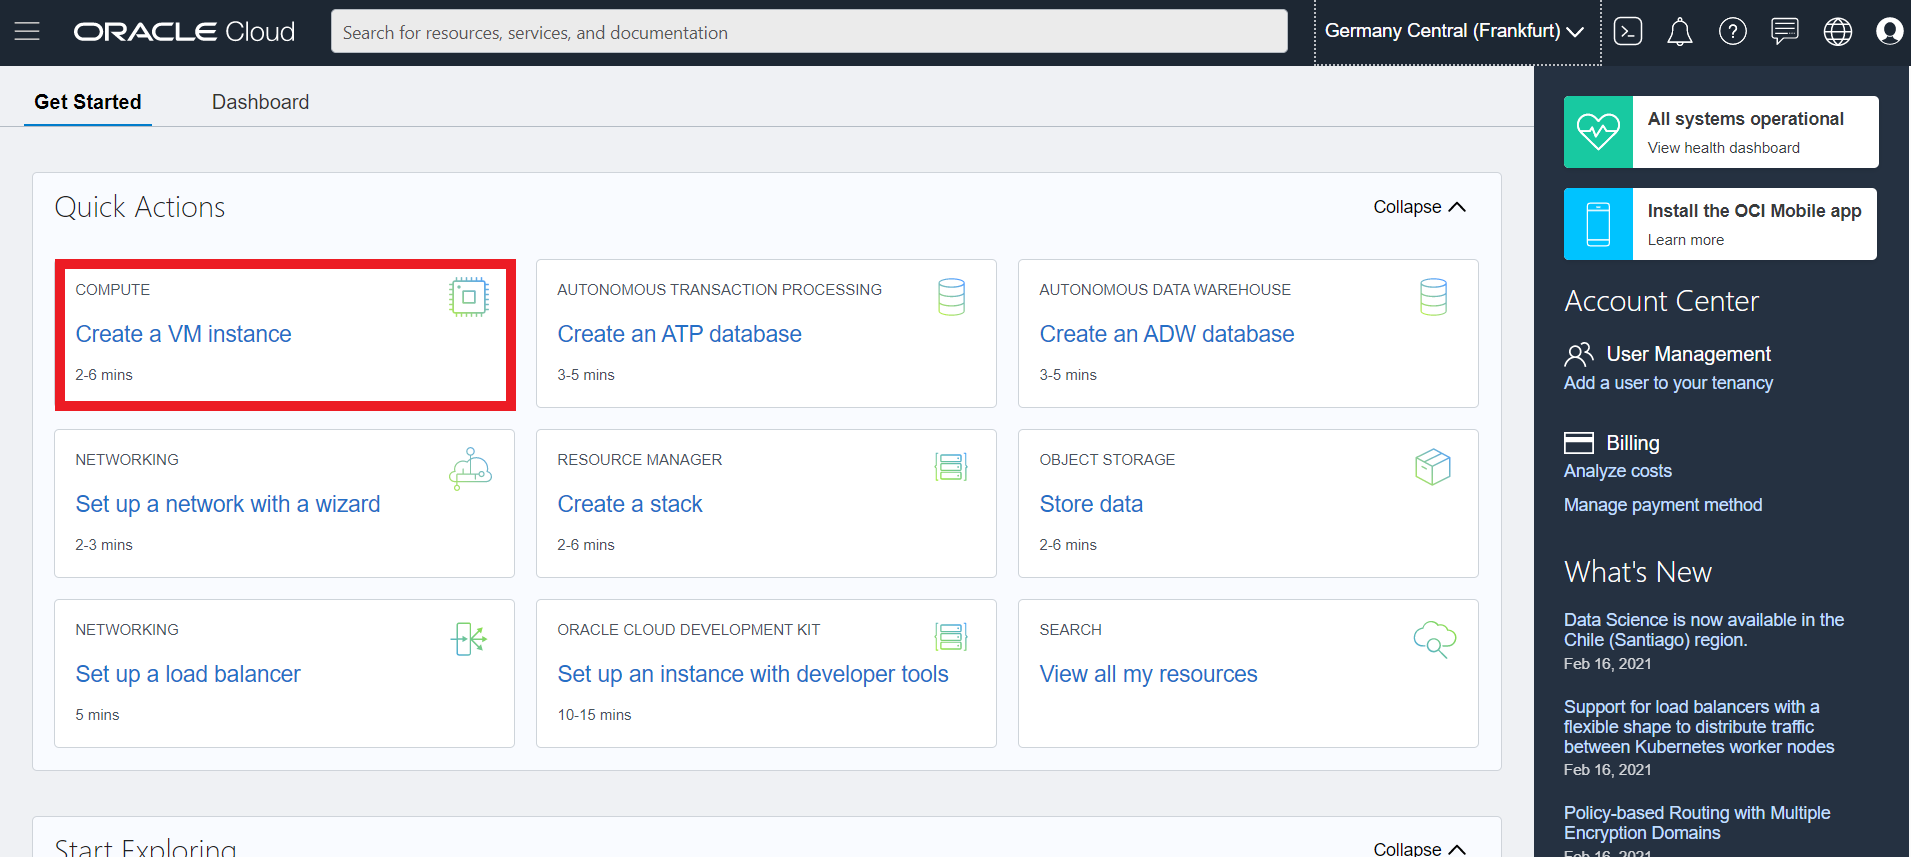 ORACLE Cloud
Search for resources, services, and documentation
Germany Central (Frankfurt)
Get Started
Dashboard
Quick Actions
Collapse
COMPUTE
Create a VM instance
2-6 mins
AUTONOMOUS TRANSACTION PROCESSING
Create an ATP database
3-5 mins
AUTONOMOUS DATA WAREHOUSE
Create an ADW database
3-5 mins
NETWORKING
Set up a network with a wizard
2-3 mins
RESOURCE MANAGER
Create a stack
2-6 mins
OBJECT STORAGE
Store data
2-6 mins
NETWORKING
Set up a load balancer
5 mins
ORACLE CLOUD DEVELOPMENT KIT
Set up an instance with developer tools
10-15 mins
SEARCH
View all my resources
Start Exploring
Collapse
All systems operational
View health dashboard
Install the OCI Mobile app
Learn more
Account Center
User Management
Add a user to your tenancy
Billing
Analyze costs
Manage payment method
What's New
Data Science is now available in the
Chile (Santiago) region.
Feb 16, 2021
Support for load balancers with a
flexible shape to distribute traffic
between Kubernetes worker nodes
Feb 16, 2021
Policy-based Routing with Multiple
Encryption Domains
Feb 16, 2021